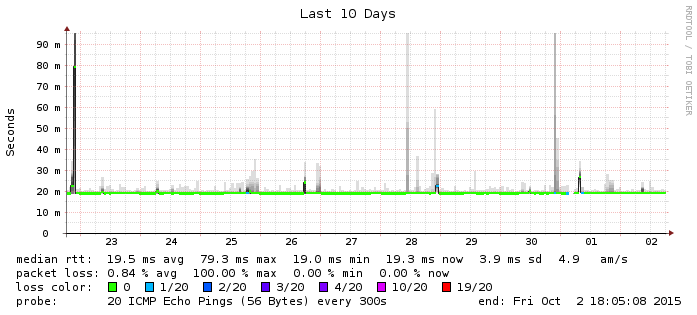 Last 10 Days
RRDTOOL / TOBI OETIKER
Seconds
90 m
80 m
70 m
60 m
50 m
40 m
30 m
20 m
10 m
0
23 24 25 26 27 28 29 30 01 02
median rtt: 19.5 ms avg 79.3 ms max 19.0 ms min 19.3 ms now 3.9 ms sd 4.9 am/s
packet loss: 0.84 % avg 100.00 % max 0.00 % min 0.00 % now
loss color: 0 1/20 2/20 3/20 4/20 10/20 19/20
probe: 20 ICMP Echo Pings (56 Bytes) every 300s end: Fri Oct 2 18:05:08 2015